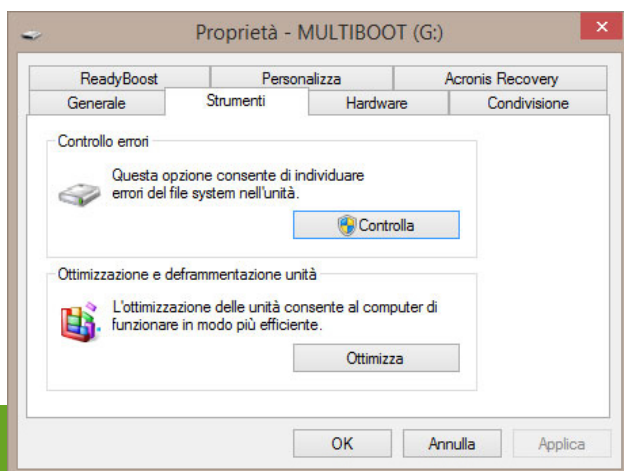 Proprietà - MULTIBOOT (G:)
ReadyBoost Personalizza Acronis Recovery
Generale Strumenti Hardware Condivisione
Controllo errori
Questa opzione consente di individuare
errori del file system nell'unità.
Controlla
Ottimizzazione e deframmentazione unità
L'ottimizzazione delle unità consente al computer di
funzionare in modo più efficiente.
Ottimizza
OK Annulla Applica